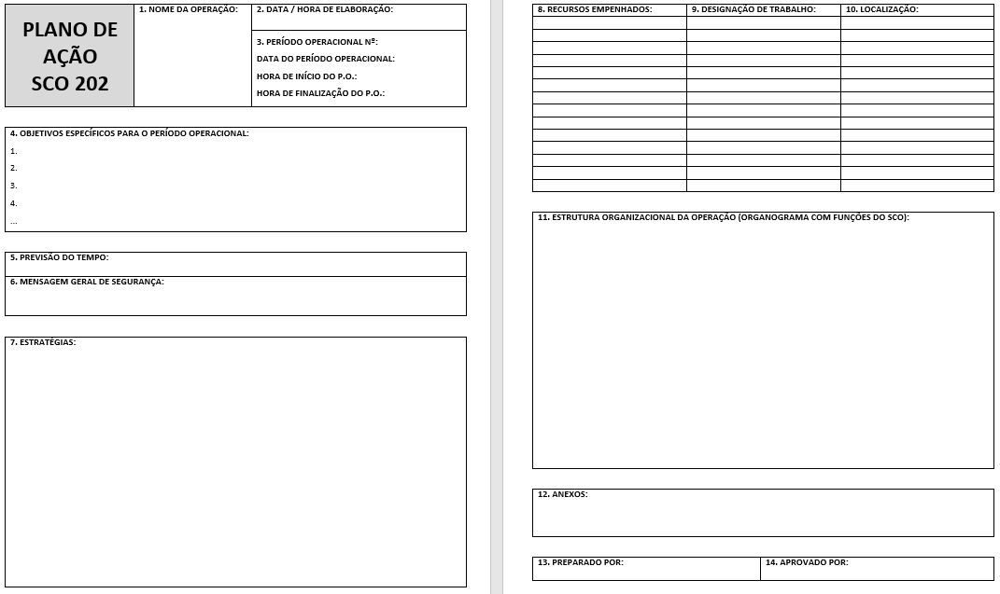 PLANO DE
AÇÃO
SCO 202
1. NOME DA OPERAÇÃO:
2. DATA / HORA DE ELABORAÇÃO:
3. PERÍODO OPERACIONAL Nº:
DATA DO PERÍODO OPERACIONAL:
HORA DE INÍCIO DO P.O.:
HORA DE FINALIZAÇÃO DO P.O.:
4. OBJETIVOS ESPECÍFICOS PARA O PERÍODO OPERACIONAL:
1.
2.
3.
4.
...
5. PREVISÃO DO TEMPO:
6. MENSAGEM GERAL DE SEGURANÇA:
7. ESTRATÉGIAS:
8. RECURSOS EMPENHADOS:
9. DESIGNAÇÃO DE TRABALHO:
10. LOCALIZAÇÃO:
11. ESTRUTURA ORGANIZACIONAL DA OPERAÇÃO (ORGANOGRAMA COM FUNÇÕES DO SCO):
12. ANEXOS:
13. PREPARADO POR:
14. APROVADO POR: